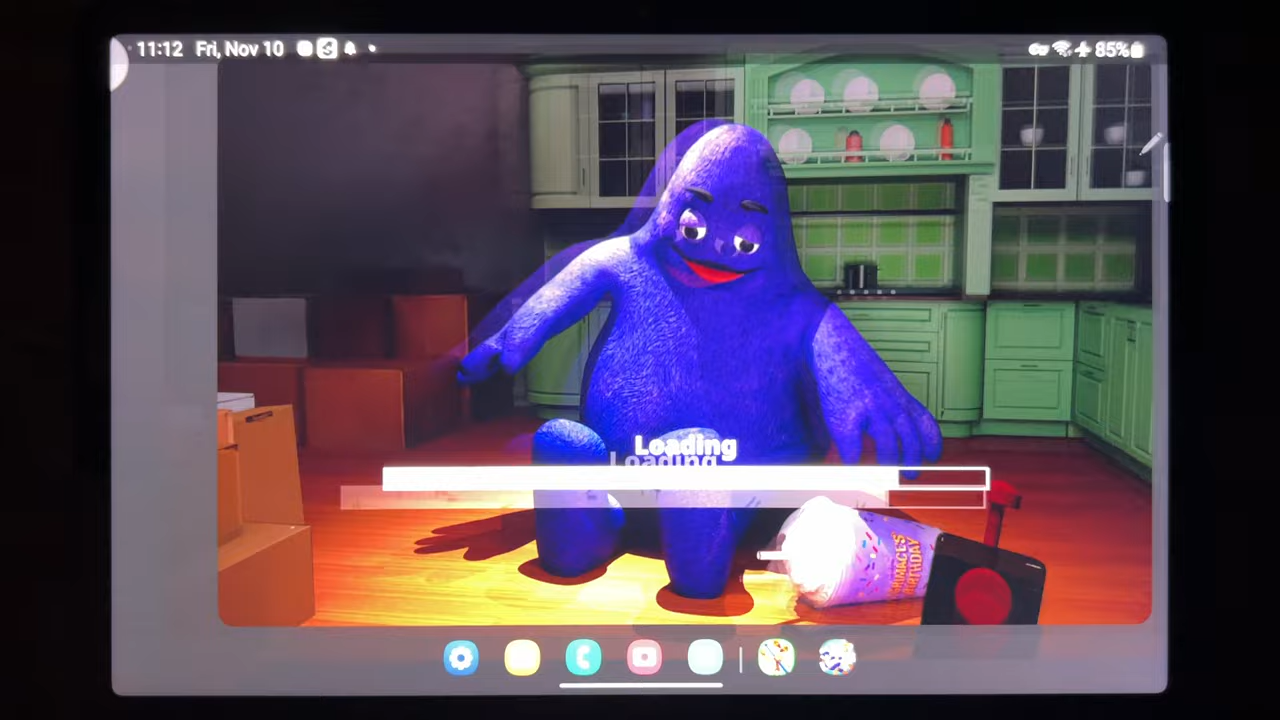 11:12 Fri, Nov 10 85%
Loading
Loading
GRIMACE'S
BIRTHDAY